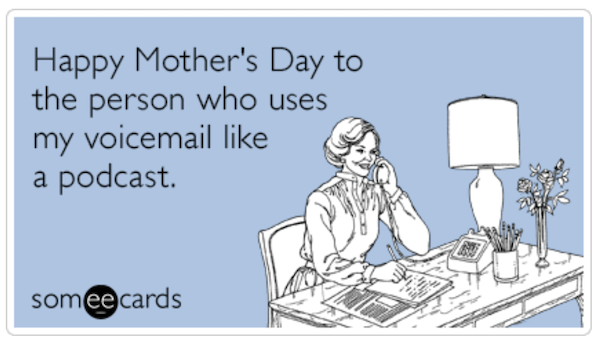 Happy Mother's Day to
the person who uses
my voicemail like
a podcast.
someecards